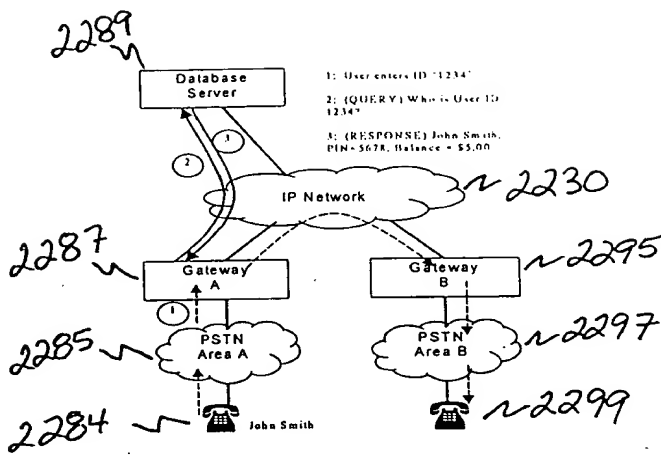 2289
Database
Server
1; User enters ID "1234"
2; (QUERY) Who is User ID
1234?
3; (RESPONSE) John Smith,
PIN=5678, Balance = $5.00
3
2
IP Network
2230
2287
Gateway
A
Gateway
B
2295
1
2285
PSTN
Area A
PSTN
Area B
2297
2284
John Smith
2299